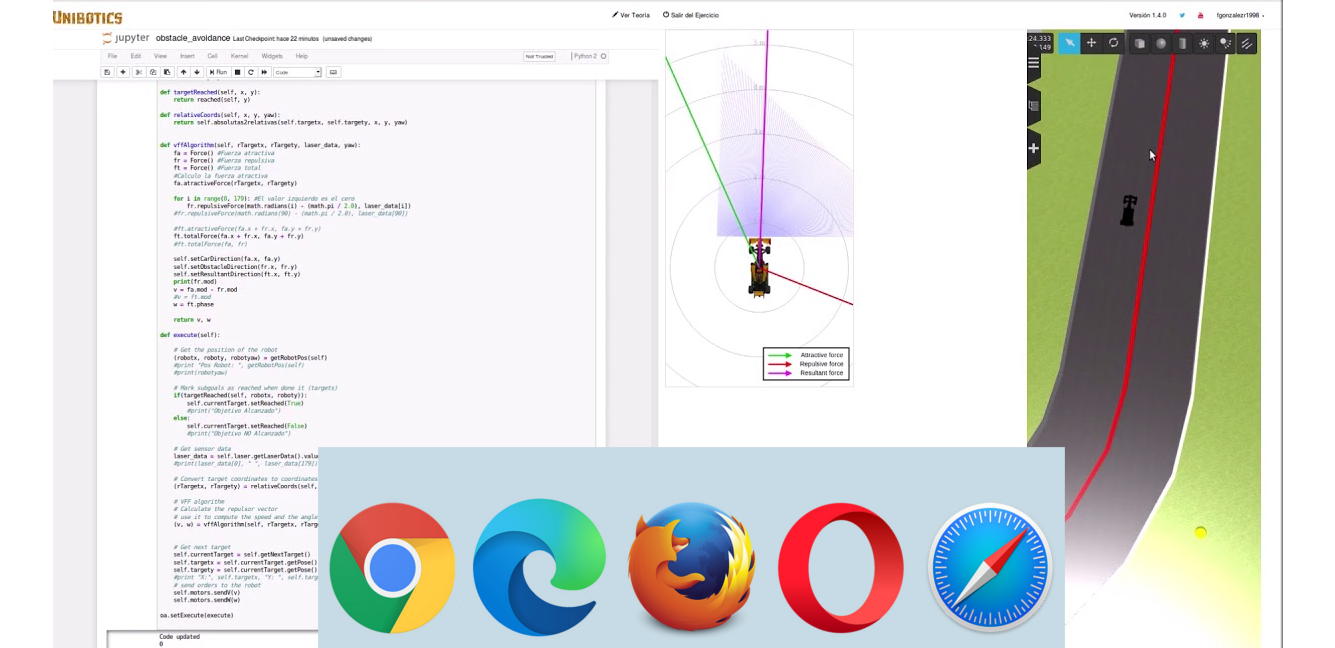 UNIBOTICS
Ver Teoría
Salir del Ejercicio
Versión 1.4.0
fgonzalezr1998
jupyter obstacle_avoidance Last Checkpoint: hace 22 minutos (unsaved changes)
File Edit View Insert Cell Kernel Widgets Help
Not Trusted
Python 2
Run
Code
def targetReached(self, x, y):
return reached(self, y)
def relativeCoords(self, x, y, yaw):
return self.absolutas2relativas(self.targetx, self.targety, x, y, yaw)
def vffAlgorithm(self, rTargetx, rTargety, laser_data, yaw):
fa = Force() #Fuerza atractiva
fr = Force() #Fuerza repulsiva
ft = Force() #Fuerza total
#Calculo la fuerza atractiva
fa.atractiveForce(rTargetx, rTargety)
for i in range(0, 179): #El valor izquierdo es el cero
fr.repulsiveForce(math.radians(i) - (math.pi / 2.0), laser_data[i])
#fr.repulsiveForce(math.radians(90) - (math.pi / 2.0), laser_data[90])
#ft.atractiveForce(fa.x + fr.x, fa.y + fr.y)
ft.totalForce(fa.x + fr.x, fa.y + fr.y)
#ft.totalForce(fa, fr)
self.setCarDirection(fa.x, fa.y)
self.setObstacleDirection(fr.x, fr.y)
self.setResultantDirection(ft.x, ft.y)
print(fr.mod)
v = fa.mod - fr.mod
#v = ft.mod
w = ft.phase
return v, w
def execute(self):
# Get the position of the robot
(robotx, roboty, robotyaw) = getRobotPos(self)
#print "Pos Robot: ", getRobotPos(self)
#print(robotyaw)
# Mark subgoals as reached when done it (targets)
if(targetReached(self, robotx, roboty)):
self.currentTarget.setReached(True)
#print("Objetivo Alcanzado")
else:
self.currentTarget.setReached(False)
#print("Objetivo NO Alcanzado")
# Get sensor data
laser_data = self.laser.getLaserData().valu
#print(laser_data[0], " ", laser_data[179])
# Convert target coordinates to coordinates
(rTargetx, rTargety) = relativeCoords(self,
# VFF algorithm
# Calculate the repulsor vector
# use it to compute the speed and the angle
(v, w) = vffAlgorithm(self, rTargetx, rTarg
# Get next target
self.currentTarget = self.getNextTarget()
self.targetx = self.currentTarget.getPose()
self.targety = self.currentTarget.getPose()
#print "X:", self.targetx, "Y: ", self.targ
# send orders to the robot
self.motors.sendV(v)
self.motors.sendW(w)
oa.setExecute(execute)
Code updated
0
5 m
Attractive force
Repulsive force
Resultant force
24.333
149